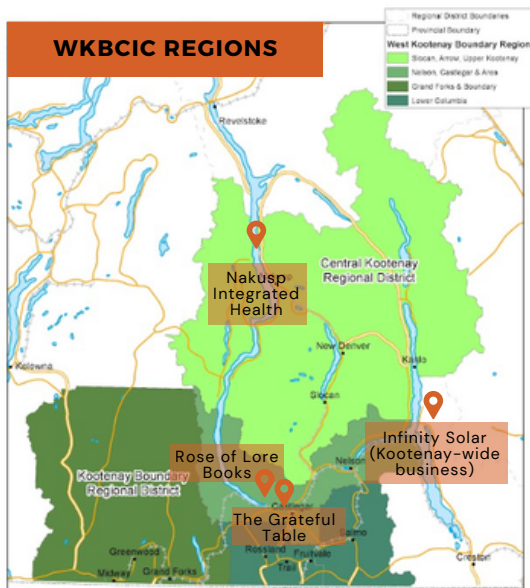 WKBCIC REGIONS
Regional District Boundaries
Provincial Boundary
West Kootenay Boundary Region
Slocan, Arrow, Upper Kootenay
Nelson, Castlegar & Area
Grand Forks & Boundary
Lower Columbia
Revelstoke
Central Kootenay
Regional District
Nakusp
Integrated
Health
New Denver
Kaslo
Kelowna
Slocan
Infinity Solar
(Kootenay-wide
business)
Rose of Lore
Books
Nelson
Kootenay Boundary
Regional District
Castlegar
The Grateful
Table
Salmo
Greenwood
Rossland
Fruitvale
Trail
Midway
Grand Forks
Creston